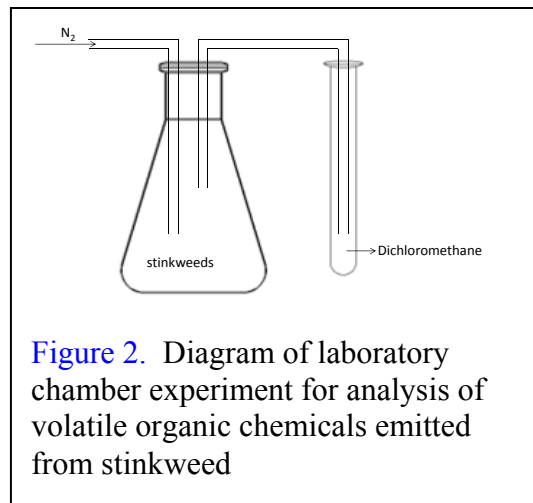 N₂
stinkweeds
Dichloromethane
Figure 2. Diagram of laboratory
chamber experiment for analysis of
volatile organic chemicals emitted
from stinkweed